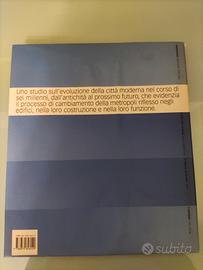 Uno studio sull'evoluzione della città moderna nel corso di
sei millenni, dall'antichità al prossimo futuro, che evidenzia
il processo di cambiamento della metropoli riflesso negli
edifici, nella loro costruzione e nella loro funzione.
subito